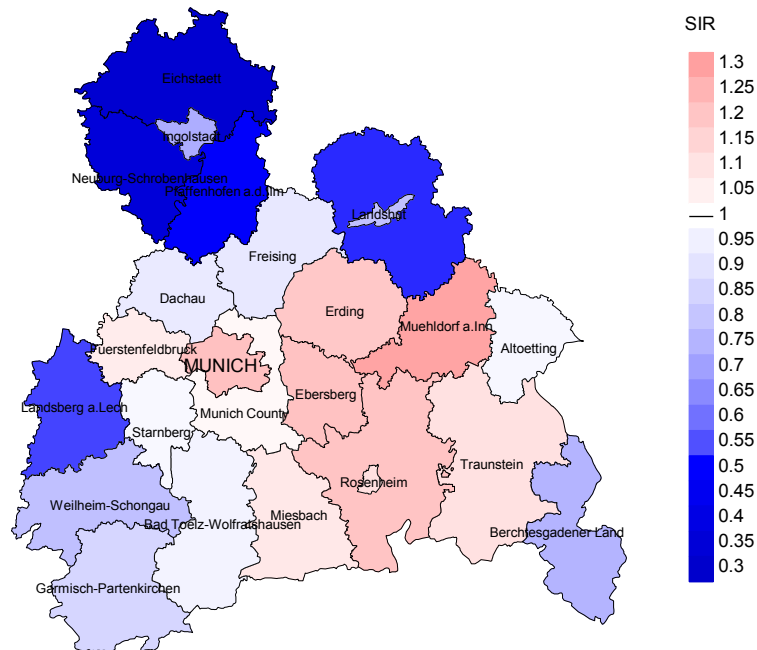 SIR
Eichstaett
Ingolstadt
Neuburg-Schrobenhausen
Pfaffenhofen a.d.Ilm
Landshut
Freising
Dachau
Erding
Muehldorf a.Inn
Fuerstenfeldbruck
MUNICH
Altoetting
Ebersberg
Landsberg a.Lech
Munich County
Starnberg
Traunstein
Rosenheim
Weilheim-Schongau
Miesbach
Bad Toelz-Wolfratshausen
Berchtesgadener Land
Garmisch-Partenkirchen
1.3
1.25
1.2
1.1
1.05
1
0.95
0.9
0.85
0.8
0.75
0.7
0.65
0.6
0.55
0.5
0.45
0.4
0.35
0.3